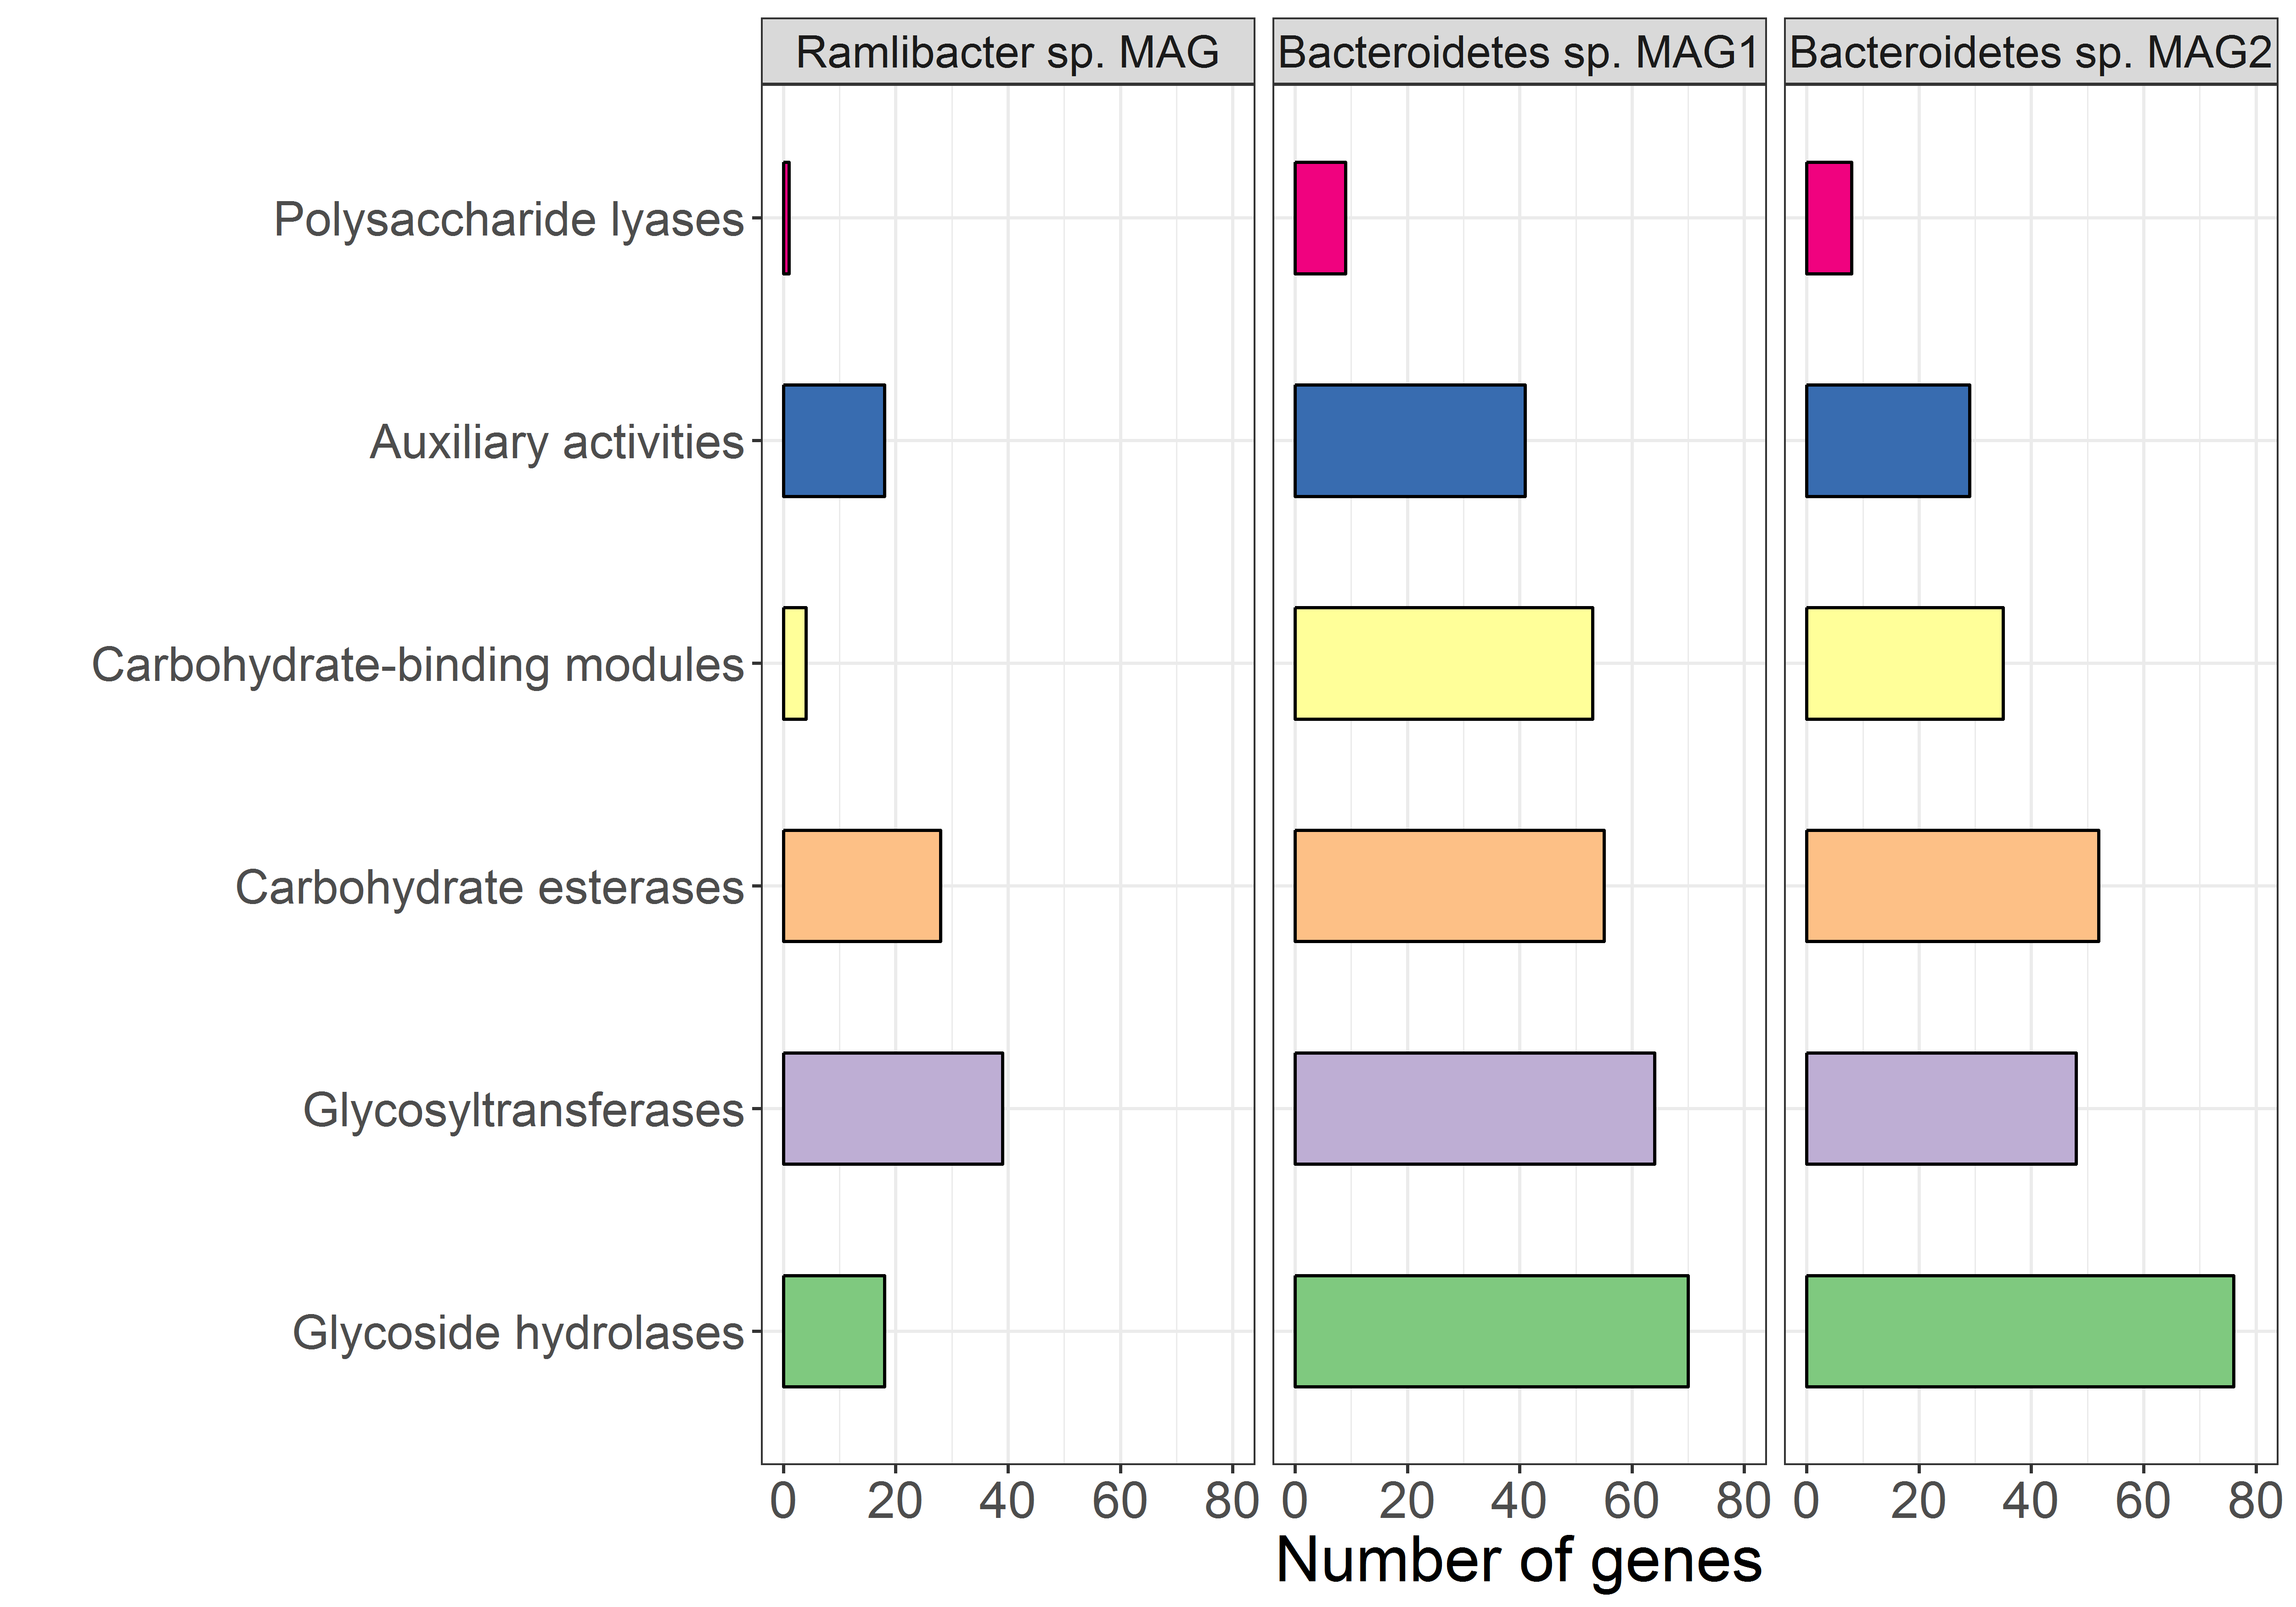 Ramlibacter sp. MAG
Bacteroidetes sp. MAG1
Bacteroidetes sp. MAG2
Polysaccharide lyases
Auxiliary activities
Carbohydrate-binding modules
Carbohydrate esterases
Glycosyltransferases
Glycoside hydrolases
0 20 40 60 80
0 20 40 60 80
0 20 40 60 80
Number of genes